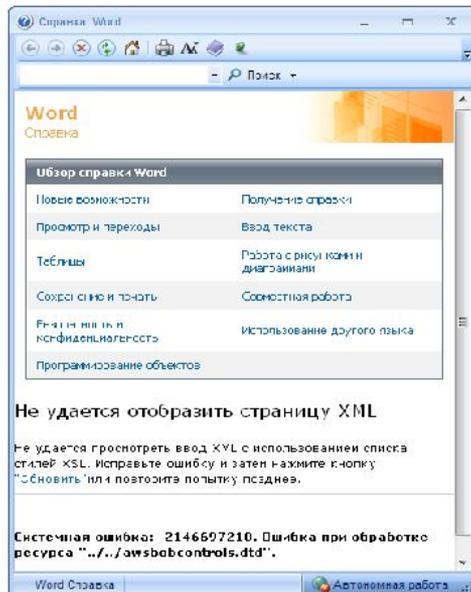 Справка Word
Поиск
Word
Справка
Обзор справки Word
Новые возможности
Получение справки
Просмотр и переходы
Ввод текста
Таблицы
Работа с рисунками и
диаграммами
Сохранение и печать
Совместная работа
Безопасность и
конфиденциальность
Использование другого языка
Программирование объектов
Не удается отобразить страницу XML
Не удается просмотреть ввод XML с использованием списка
стилей XSL. Исправьте ошибку и затем нажмите кнопку
"Обновить"или повторите попытку позднее.
Системная ошибка: 2146697210. Ошибка при обработке
ресурса "../../awsbobcontrols.dtd".
Word Справка
Автономная работа